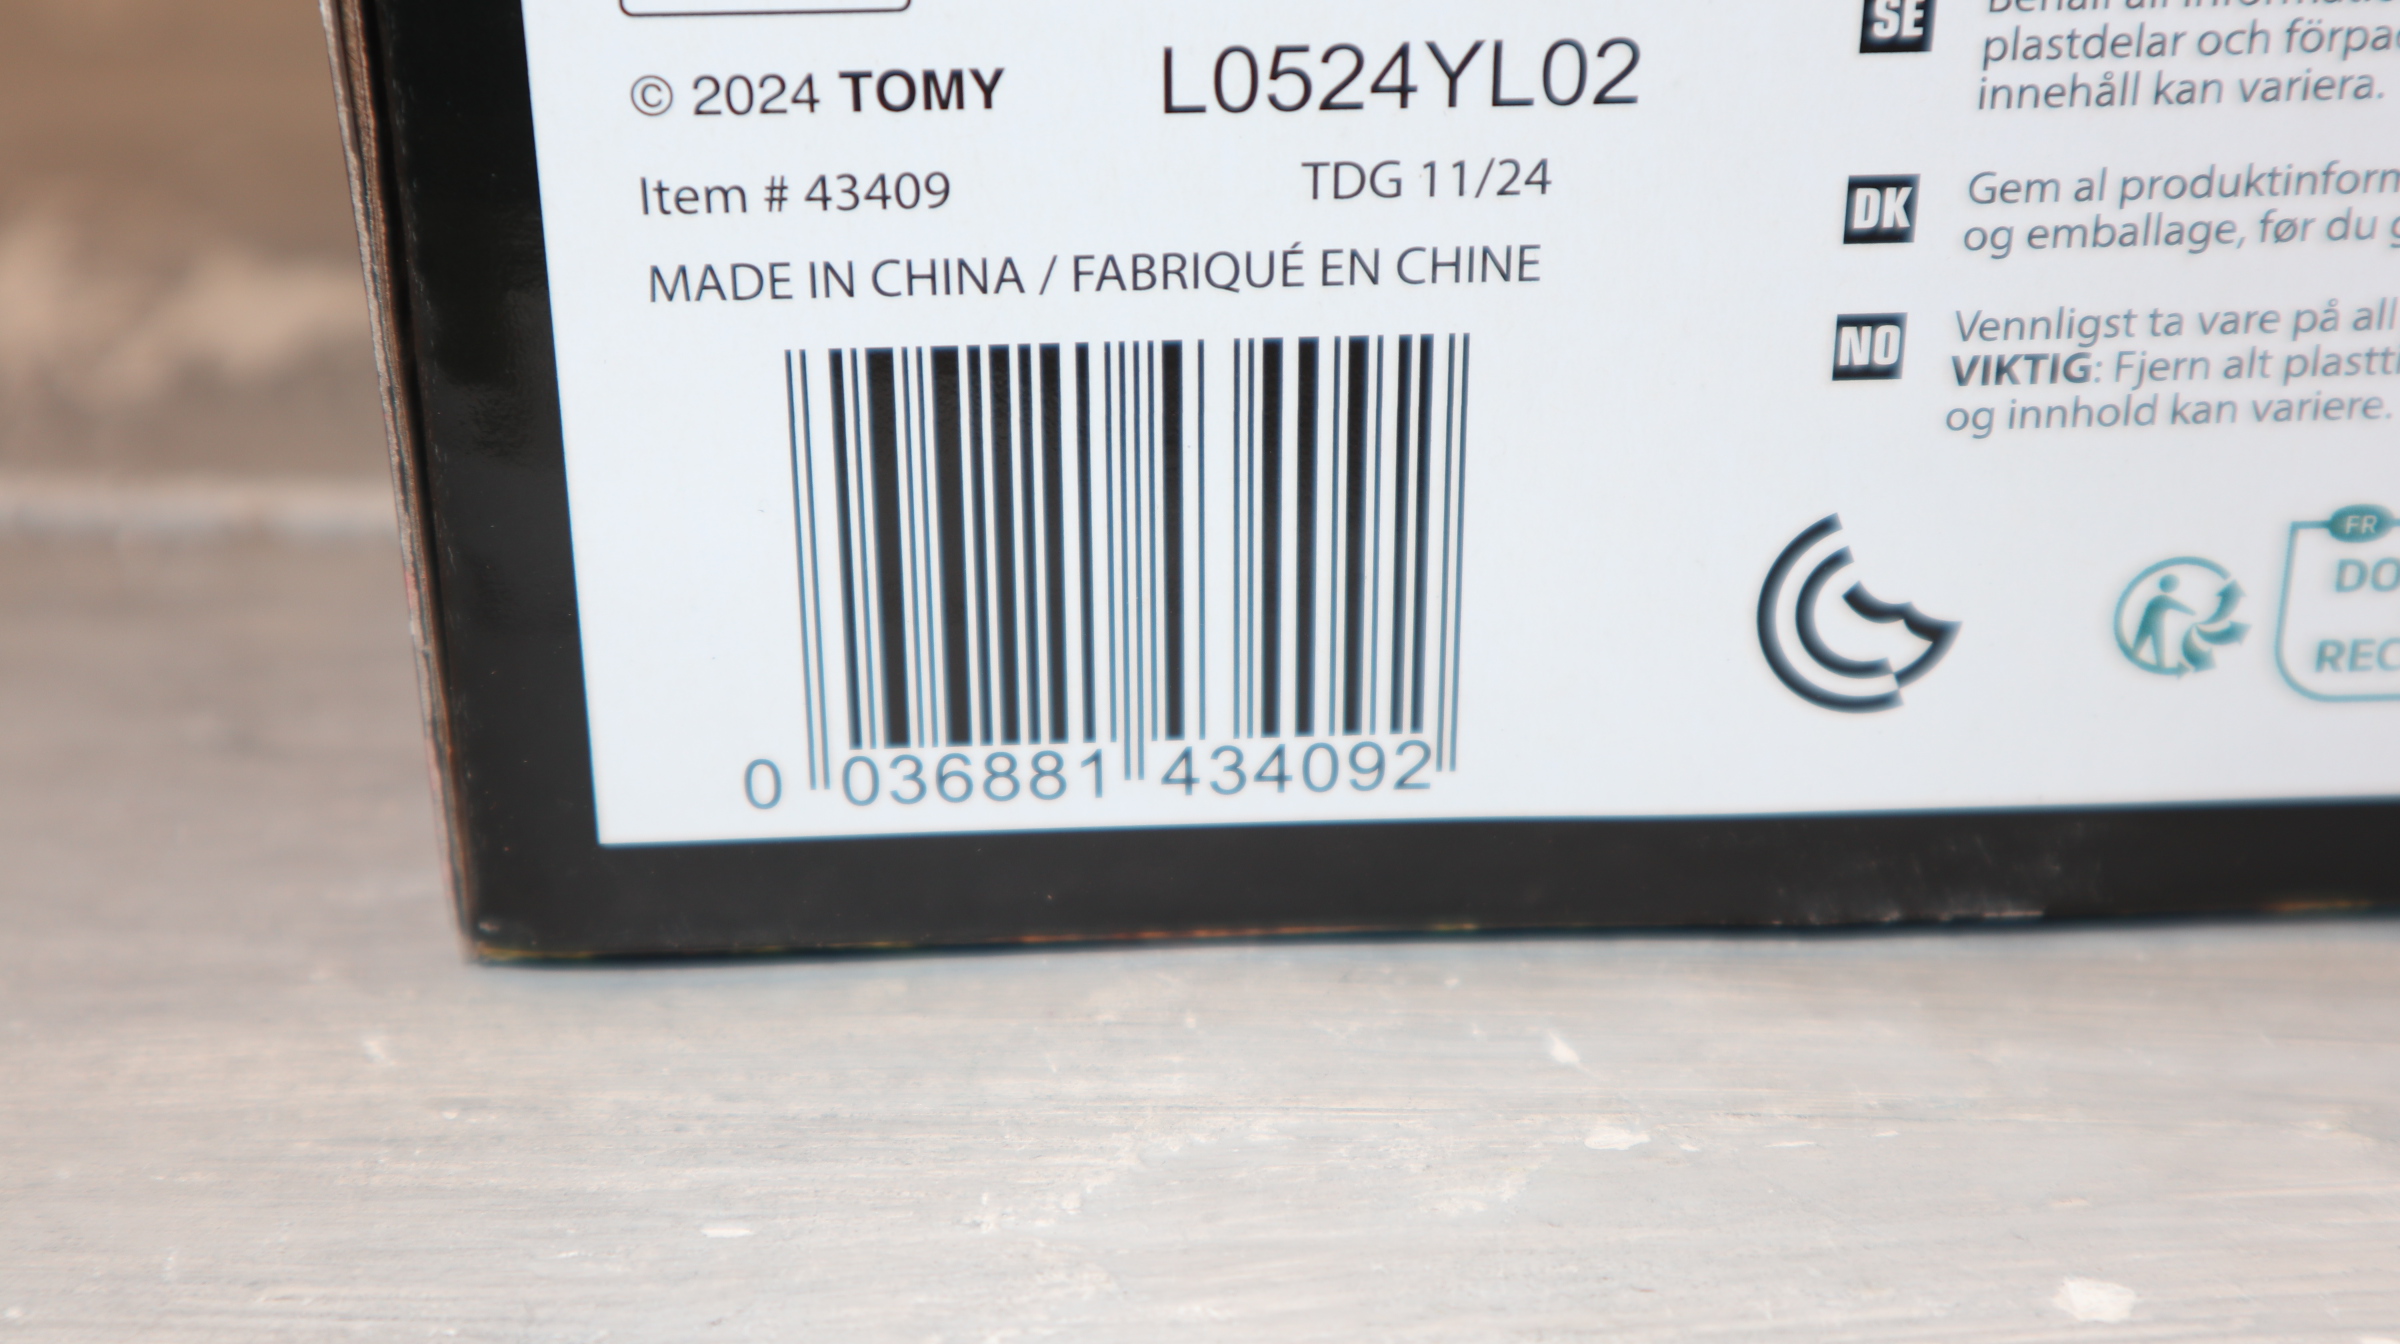 © 2024 TOMY
L0524YL02
Item # 43409
TDG 11/24
MADE IN CHINA / FABRIQUÉ EN CHINE
0 036881 434092
SE
plastdelar och
innehåll kan variera.
DK
Gem al
og emballage, før du
NO
Vennligst ta vare på
VIKTIG: Fjern alt
og innhold kan variere.
FR